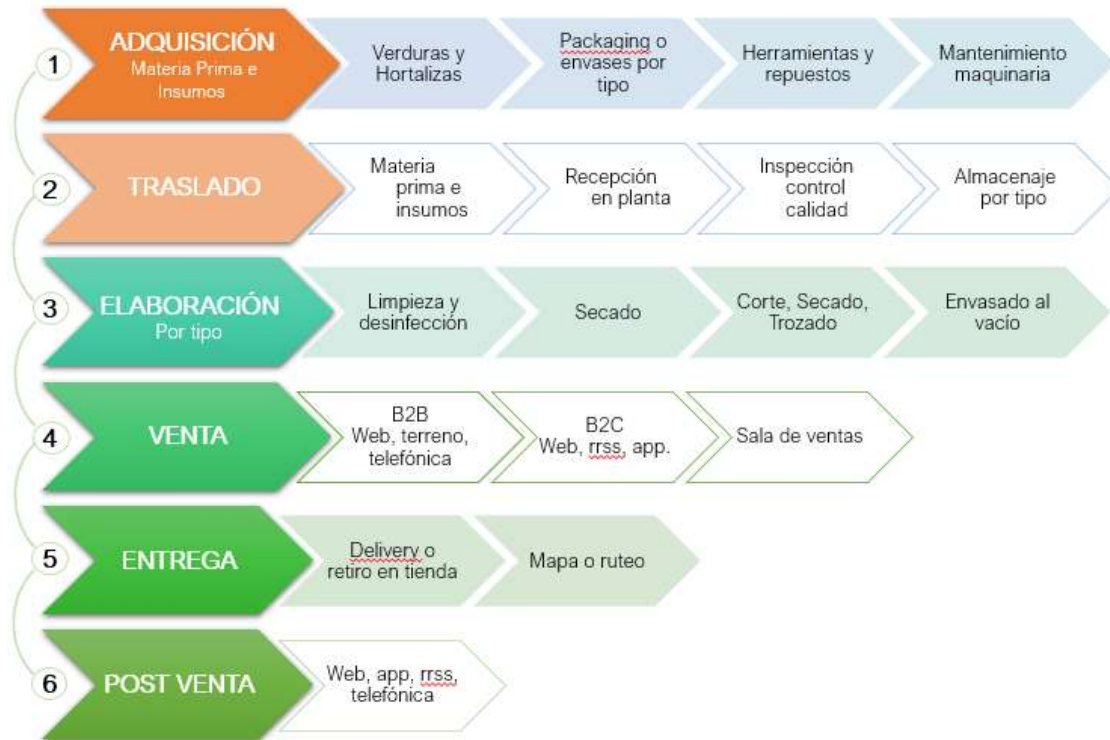 1
ADQUISICIÓN
Materia Prima e
Insumos
Verduras y
Hortalizas
Packaging o
envases por
tipo
Herramientas y
repuestos
Mantenimiento
maquinaria
2
TRASLADO
Materia
prima e
insumos
Recepción
en planta
Inspección
control
calidad
Almacenaje
por tipo
3
ELABORACIÓN
Por tipo
Limpieza y
desinfección
Secado
Corte, Secado,
Trozado
Envasado al
vacío
4
VENTA
B2B
Web, terreno,
telefónica
B2C
Web, rrss, app.
Sala de ventas
5
ENTREGA
Delivery o
retiro en tienda
Mapa o ruteo
6
POST VENTA
Web, app, rrss,
telefónica